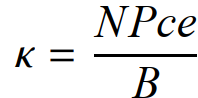 κ = NPce / B